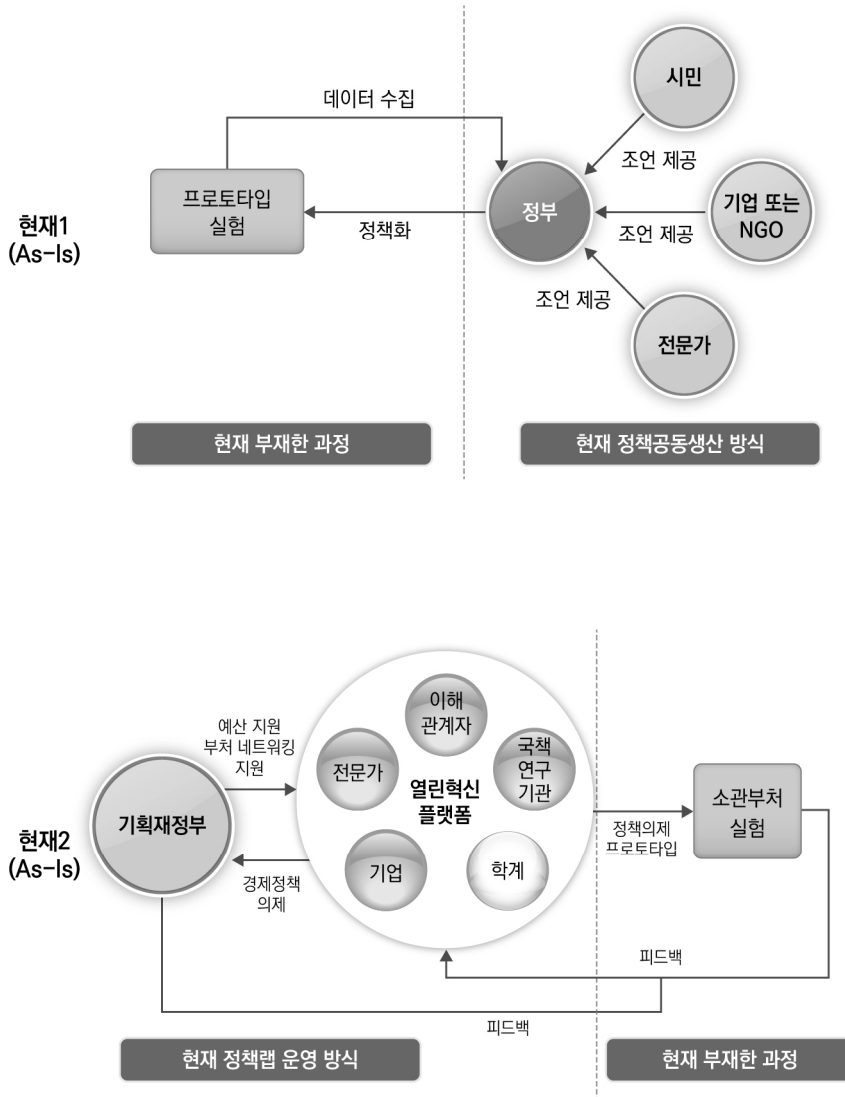 데이터 수집
시민
조언 제공
프로토타입
실험
정책화
정부
조언 제공
기업 또는
NGO
현재1
(As-Is)
조언 제공
전문가
현재 부재한 과정
현재 정책공동생산 방식
이해
관계자
예산 지원
부처 네트워킹
지원
전문가
국책
연구
기관
열린혁신
플랫폼
기획재정부
소관부처
실험
정책의제
프로토타입
현재2
(As-Is)
경제정책
의제
기업
학계
피드백
피드백
현재 정책랩 운영 방식
현재 부재한 과정